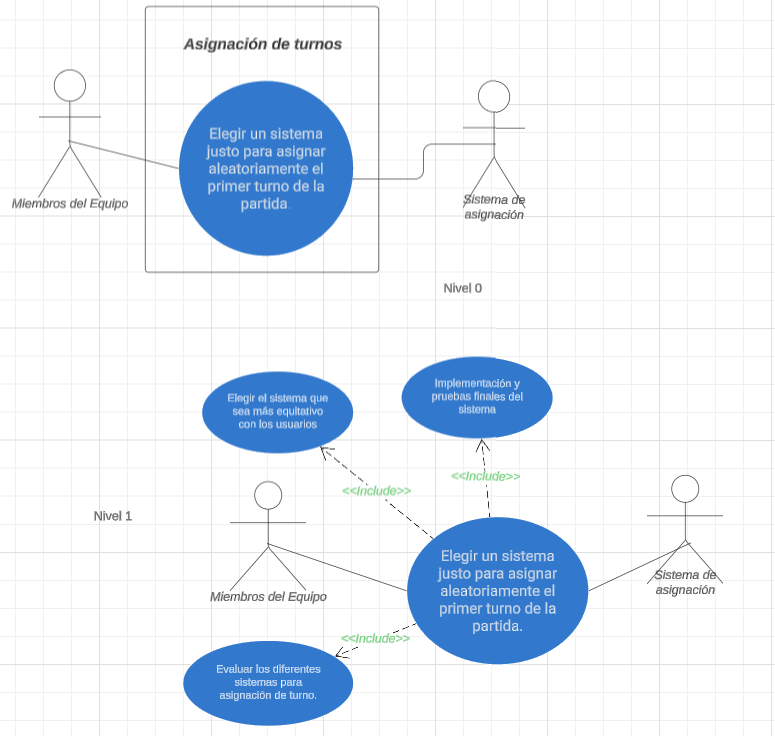 Asignación de turnos
Elegir un sistema
justo para asignar
aleatoriamente el
primer turno de la
partida.
Miembros del Equipo
Sistema de
asignación
Nivel 0
Elegir el sistema que
sea más equitativo
con los usuarios
Implementación y
pruebas finales del
sistema
<<Include>>
<<Include>>
Nivel 1
Elegir un sistema
justo para asignar
aleatoriamente el
primer turno de la
partida.
Miembros del Equipo
Sistema de
asignación
<<Include>>
Evaluar los diferentes
sistemas para
asignación de turno.